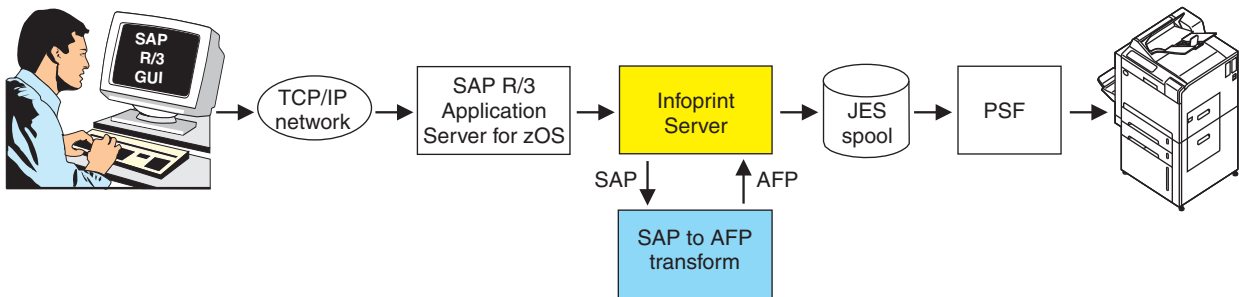 SAP
R/3
GUI
TCP/IP
network
SAP R/3
Application
Server for zOS
Infoprint
Server
JES
spool
PSF
SAP
AFP
SAP to AFP
transform